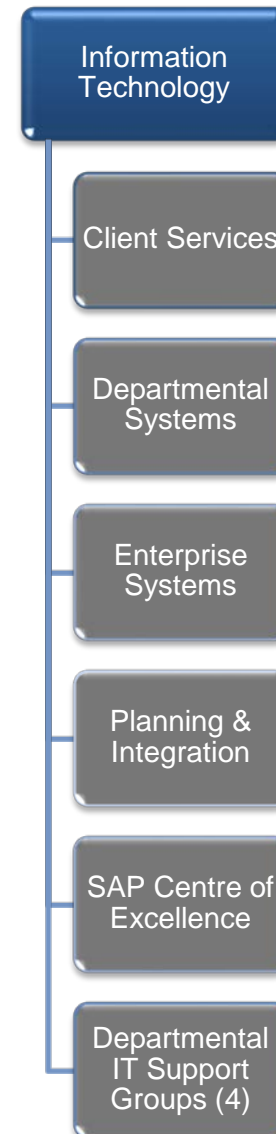 Information
Technology
Client Services
Departmental
Systems
Enterprise
Systems
Planning &
Integration
SAP Centre of
Excellence
Departmental
IT Support
Groups (4)